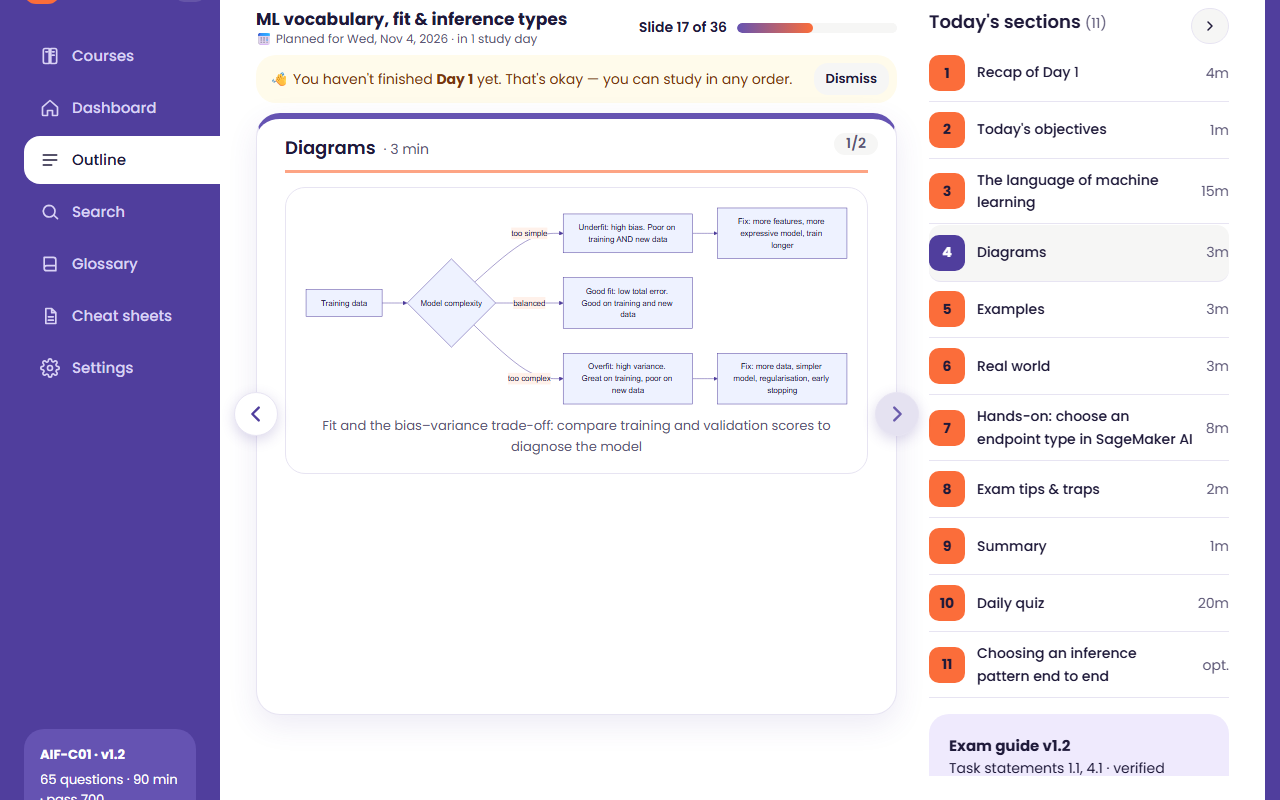 Courses
Dashboard
Outline
Search
Glossary
Cheat sheets
Settings
AIF-C01 · v1.2
65 questions · 90 min
· pass 700
ML vocabulary, fit & inference types
Planned for Wed, Nov 4, 2026 · in 1 study day
Slide 17 of 36
You haven't finished Day 1 yet. That's okay — you can study in any order.
Dismiss
Diagrams · 3 min
1/2
Training data
Model complexity
too simple
Underfit: high bias. Poor on
training AND new data
Fix: more features, more
expressive model, train
longer
balanced
Good fit: low total error.
Good on training and new
data
too complex
Overfit: high variance.
Great on training, poor on
new data
Fix: more data, simpler
model, regularisation, early
stopping
Fit and the bias–variance trade-off: compare training and validation scores to
diagnose the model
Today's sections (11)
1 Recap of Day 1 4m
2 Today's objectives 1m
3 The language of machine
learning 15m
4 Diagrams 3m
5 Examples 3m
6 Real world 3m
7 Hands-on: choose an
endpoint type in SageMaker AI 8m
8 Exam tips & traps 2m
9 Summary 1m
10 Daily quiz 20m
11 Choosing an inference
pattern end to end opt.
Exam guide v1.2
Task statements 1.1, 4.1 · verified